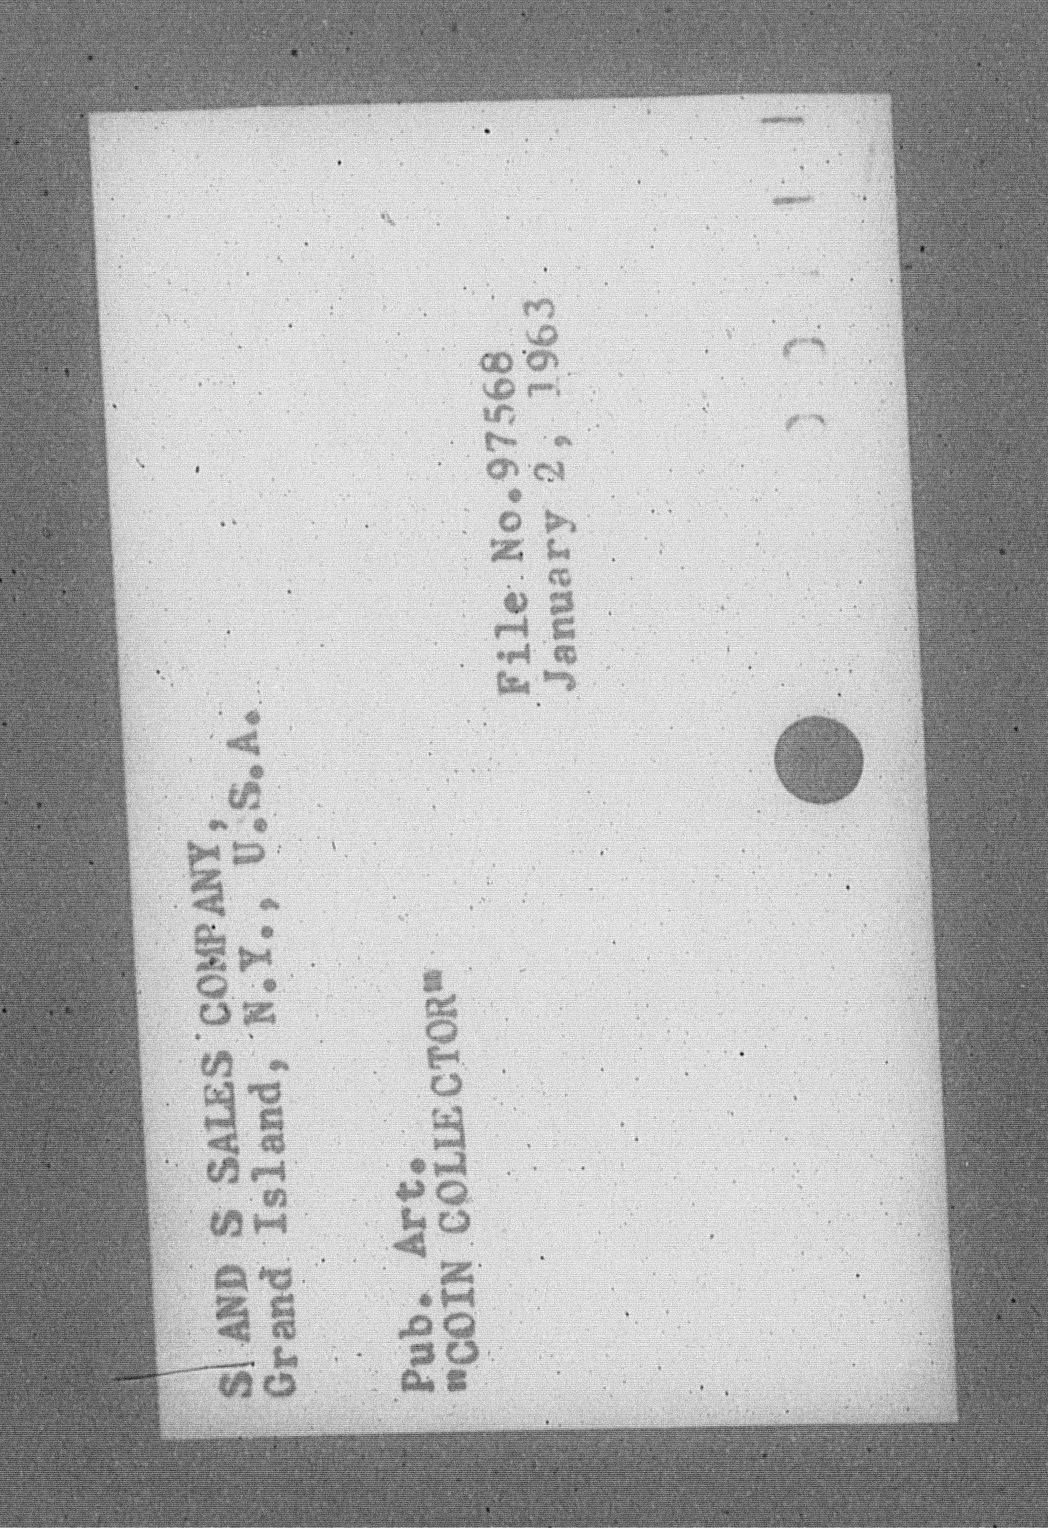 S AND S SALES COMPANY,
Grand Island, N.Y., U.S.A.
Pub. Art.
"COIN COLLECTOR"
File No.97568
January 2, 1963